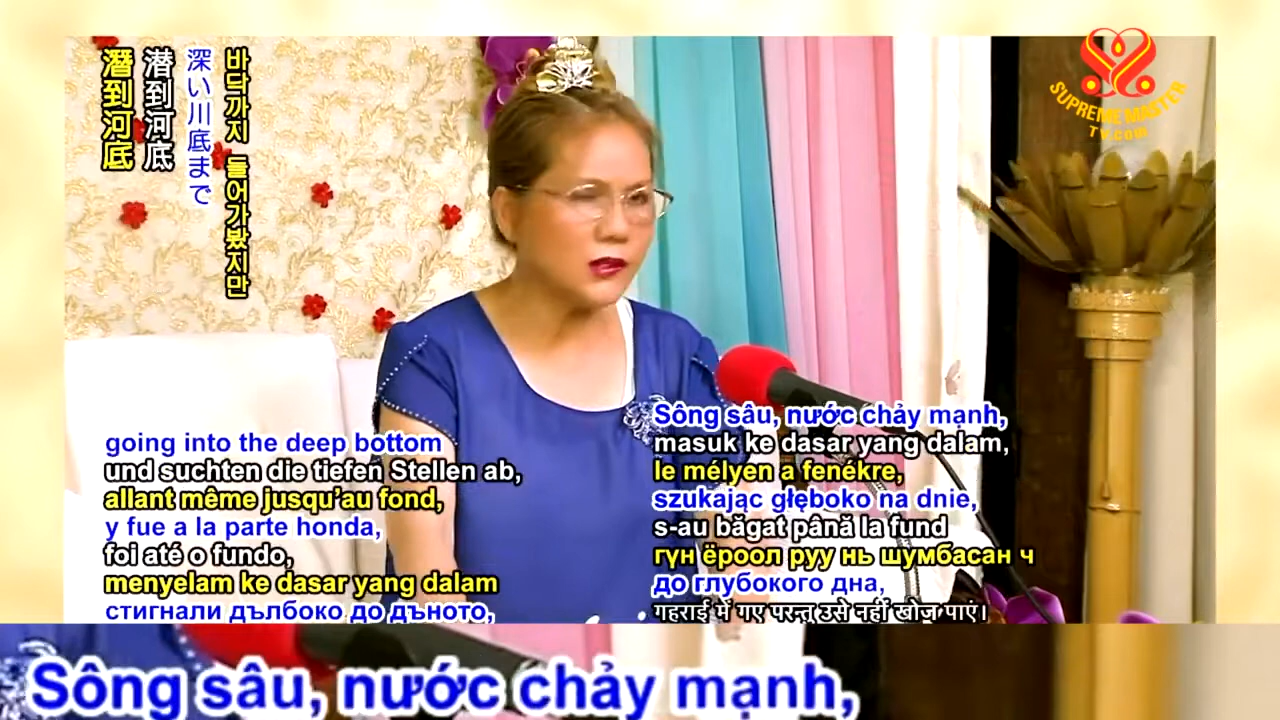 潛到河底
潜到河底
深い川底まで
바닥까지 들어가봤지만
SUPREME MASTER
TV.com
going into the deep bottom
und suchten die tiefen Stellen ab,
allant même jusqu'au fond,
y fue a la parte honda,
foi até o fundo,
menyelam ke dasar yang dalam
стигнали дълбоко до дъното,
Sông sâu, nước chảy mạnh,
masuk ke dasar yang dalam,
le mélyen a fenékre,
szukając głęboko na dnie,
s-au băgat până la fund
гүн ёроол руу нь шумбасан ч
до глубокого дна,
गहराई में गए परन्तु उसे नहीं खोज पाएं।
Sông sâu, nước chảy mạnh,